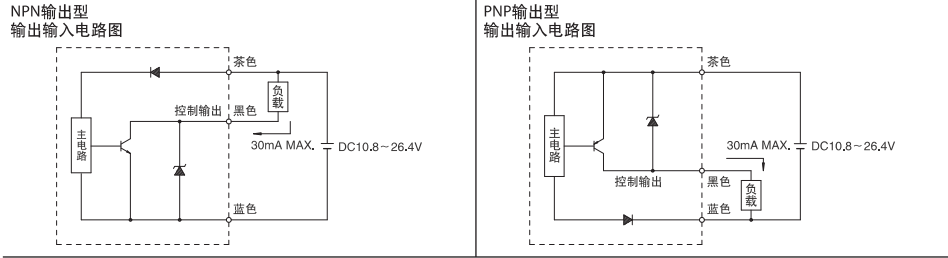 NPN输出型
输出输入电路图
茶色
负载
控制输出
黑色
主电路
30mA MAX.
DC10.8～26.4V
蓝色
PNP输出型
输出输入电路图
茶色
主电路
30mA MAX.
DC10.8～26.4V
控制输出
黑色
负载
蓝色